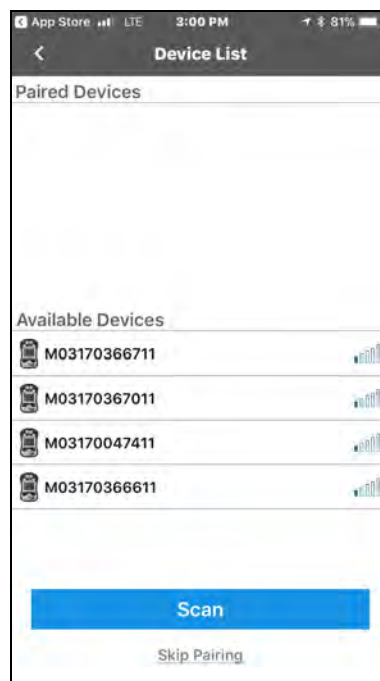 App Store LTE 3:00 PM 81%
Device List
Paired Devices
Available Devices
M03170366711
M03170367011
M03170047411
M03170366611
Scan
Skip Pairing